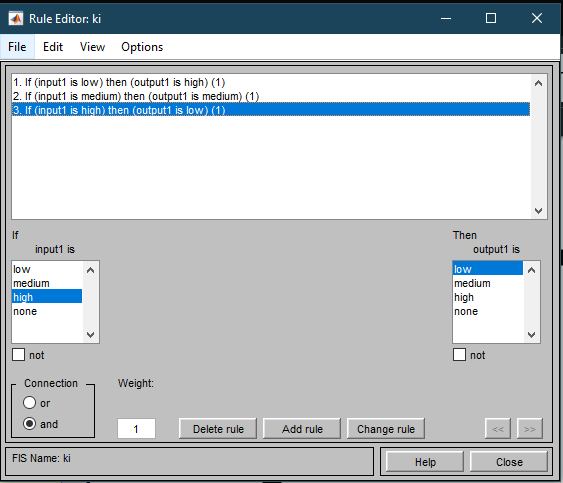 Rule Editor: ki
File Edit View Options
1. If (input1 is low) then (output1 is high) (1)
2. If (input1 is medium) then (output1 is medium) (1)
3. If (input1 is high) then (output1 is low) (1)
If Then
input1 is output1 is
low low
medium medium
high high
none none
not not
Connection Weight:
or
and 1 Delete rule Add rule Change rule << >>
FIS Name: ki Help Close